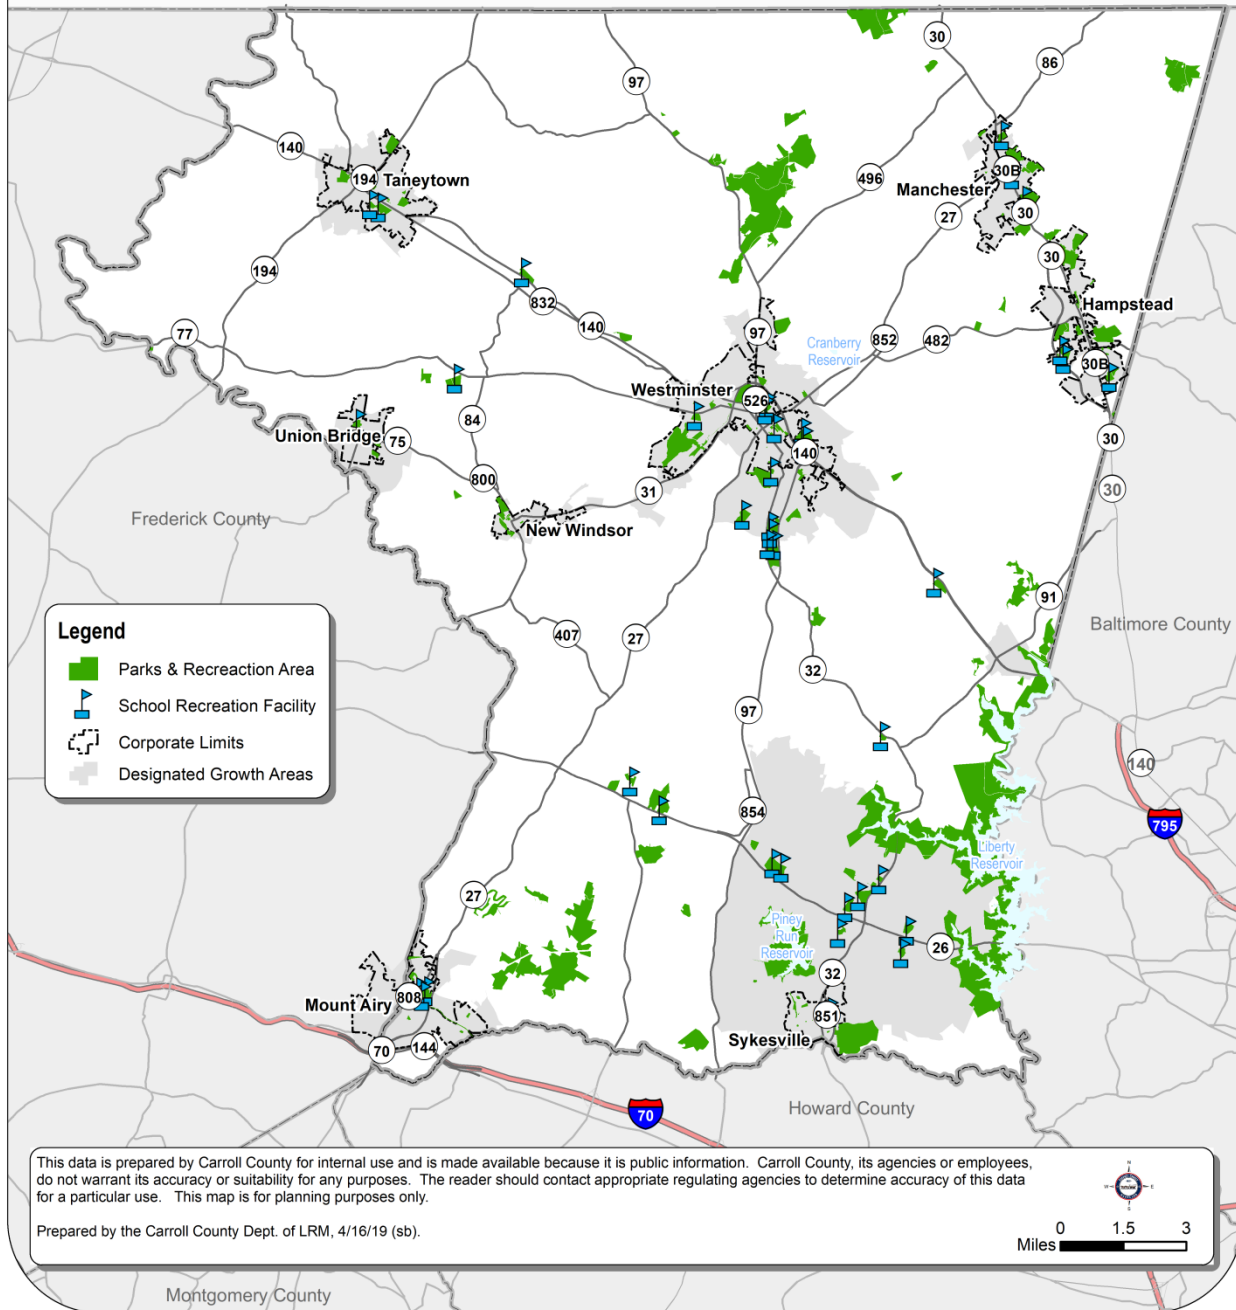 30
86
97
140
194
Taneytown
496
Manchester
30B
27
30
30
194
Hampstead
832
140
77
97
Cranberry
Reservoir
852
482
30B
Westminster
526
84
Union Bridge
75
140
30
800
31
30
Frederick County
New Windsor
91
Baltimore County
407
27
32
97
Legend
Parks & Recreaction Area
School Recreation Facility
Corporate Limits
Designated Growth Areas
140
795
854
Liberty
Reservoir
27
Piney
Run
Reservoir
26
32
Mount Airy
808
851
Sykesville
70
144
70
Howard County
This data is prepared by Carroll County for internal use and is made available because it is public information. Carroll County, its agencies or employees,
do not warrant its accuracy or suitability for any purposes. The reader should contact appropriate regulating agencies to determine accuracy of this data
for a particular use. This map is for planning purposes only.
Prepared by the Carroll County Dept. of LRM, 4/16/19 (sb).
N
W
E
S
0 1.5 3
Miles
Montgomery County